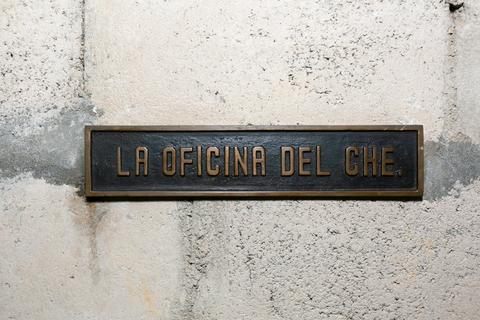 LA OFICINA DEL CHE